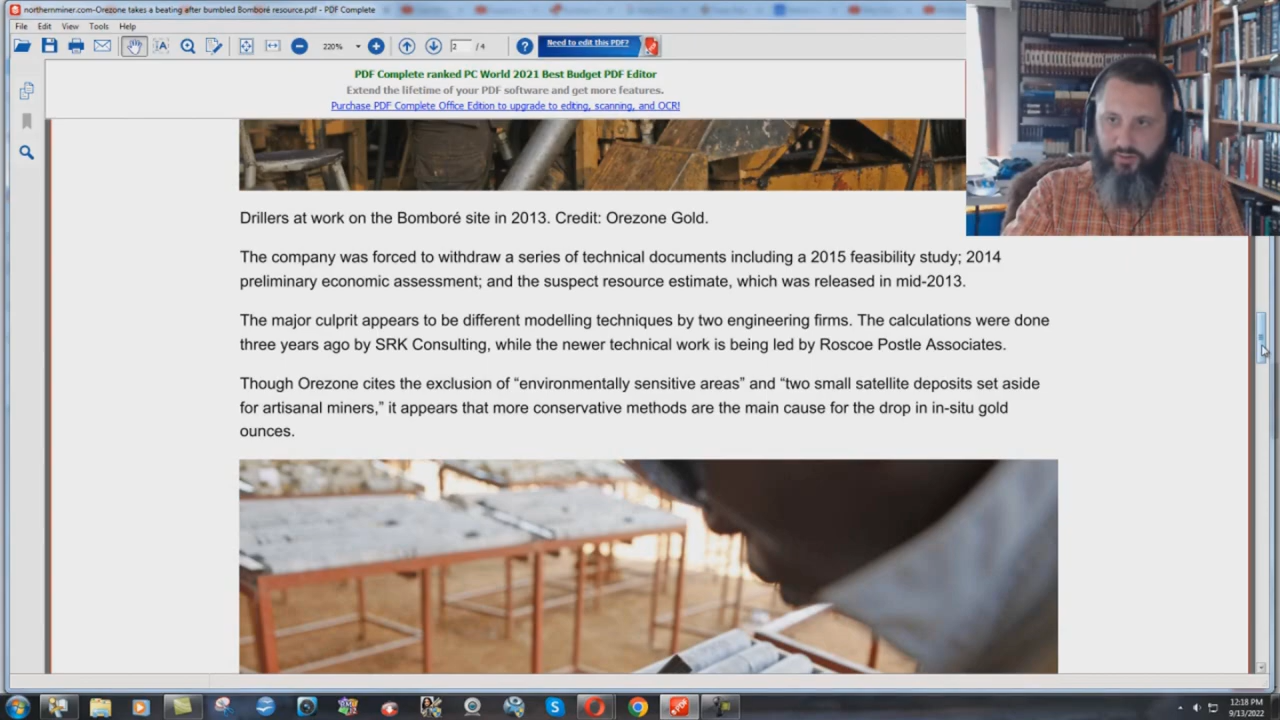 northernminer.com-Orezone takes a beating after bumbled Bomboré resource.pdf - PDF Complete
File Edit View Tools Help
220% 2 / 4 Need to edit this PDF?
PDF Complete ranked PC World 2021 Best Budget PDF Editor
Extend the lifetime of your PDF software and get more features.
Purchase PDF Complete Office Edition to upgrade to editing, scanning, and OCR!
Drillers at work on the Bomboré site in 2013. Credit: Orezone Gold.
The company was forced to withdraw a series of technical documents including a 2015 feasibility study; 2014
preliminary economic assessment; and the suspect resource estimate, which was released in mid-2013.
The major culprit appears to be different modelling techniques by two engineering firms. The calculations were done
three years ago by SRK Consulting, while the newer technical work is being led by Roscoe Postle Associates.
Though Orezone cites the exclusion of “environmentally sensitive areas” and “two small satellite deposits set aside
for artisanal miners,” it appears that more conservative methods are the main cause for the drop in in-situ gold
ounces.
12:18 PM
9/13/2022